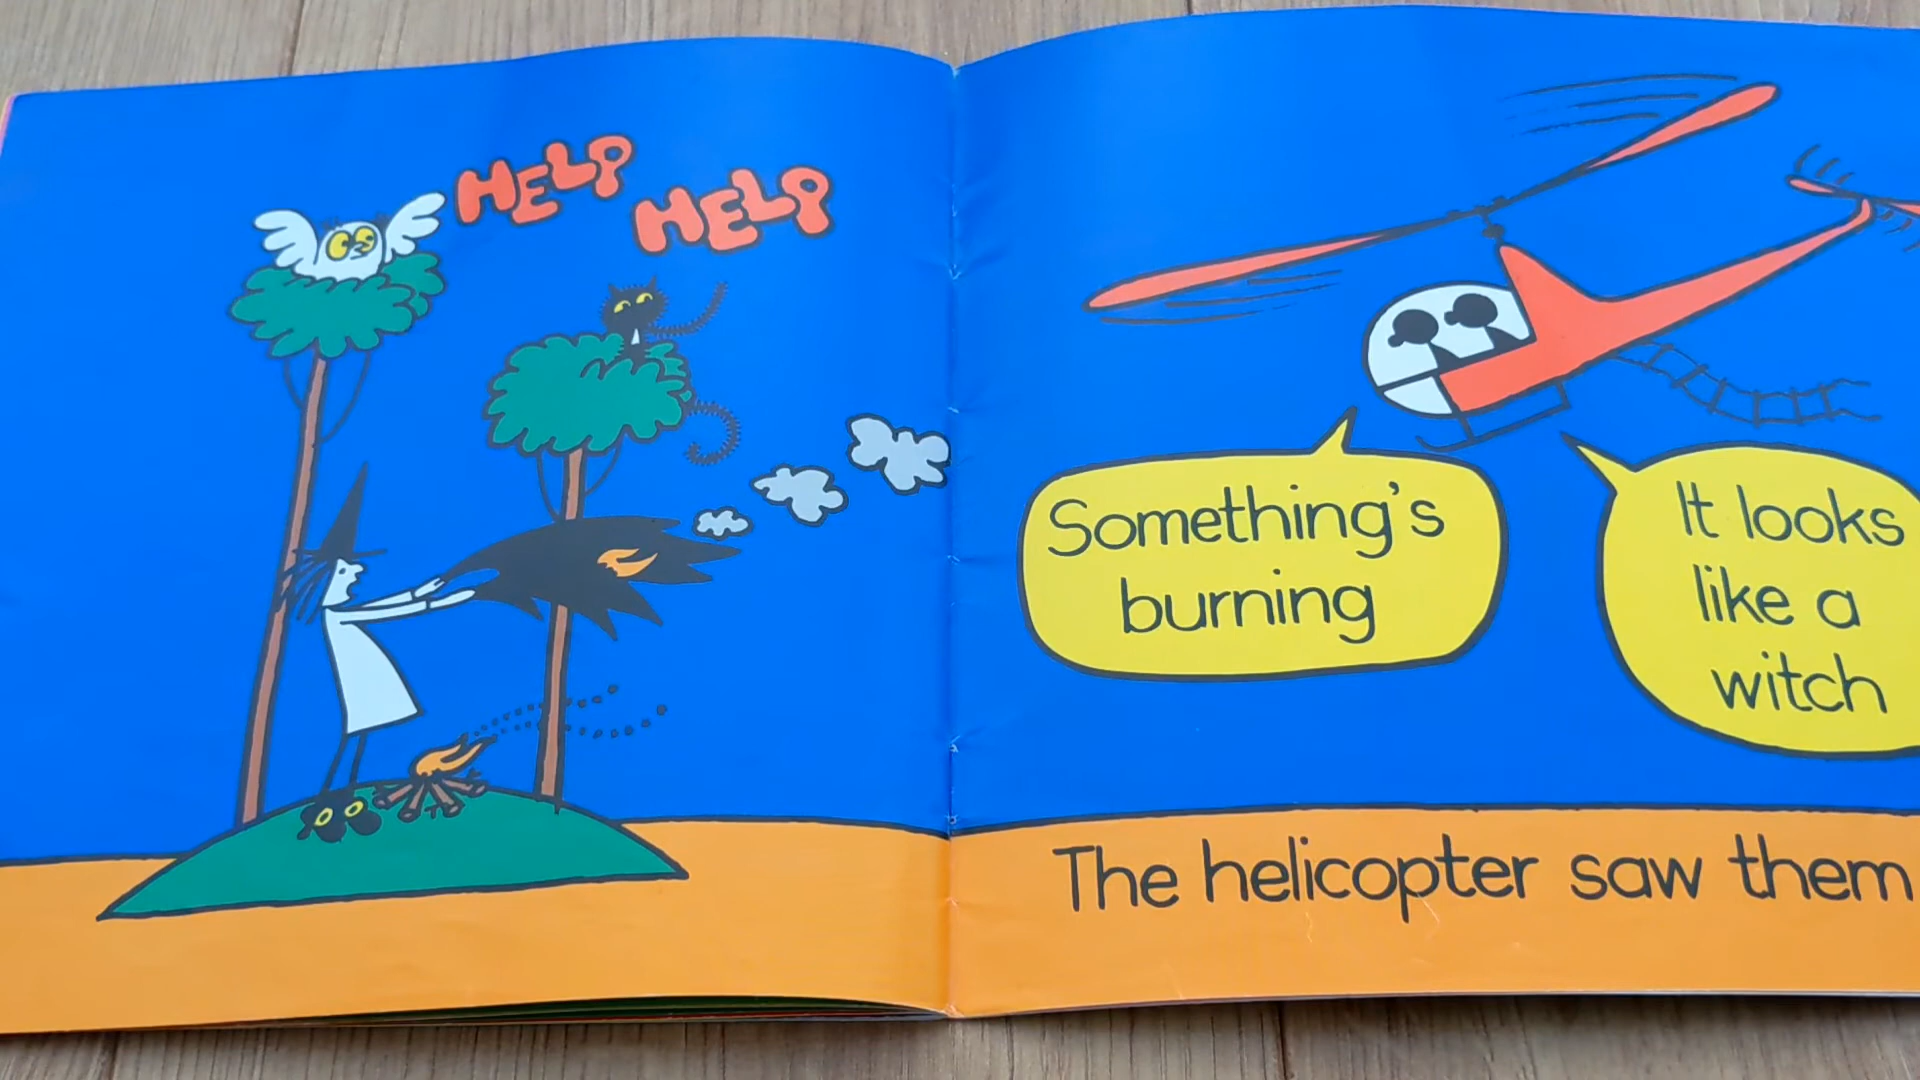 HELP
HELP
Something's
burning
It looks
like a
witch
The helicopter saw them